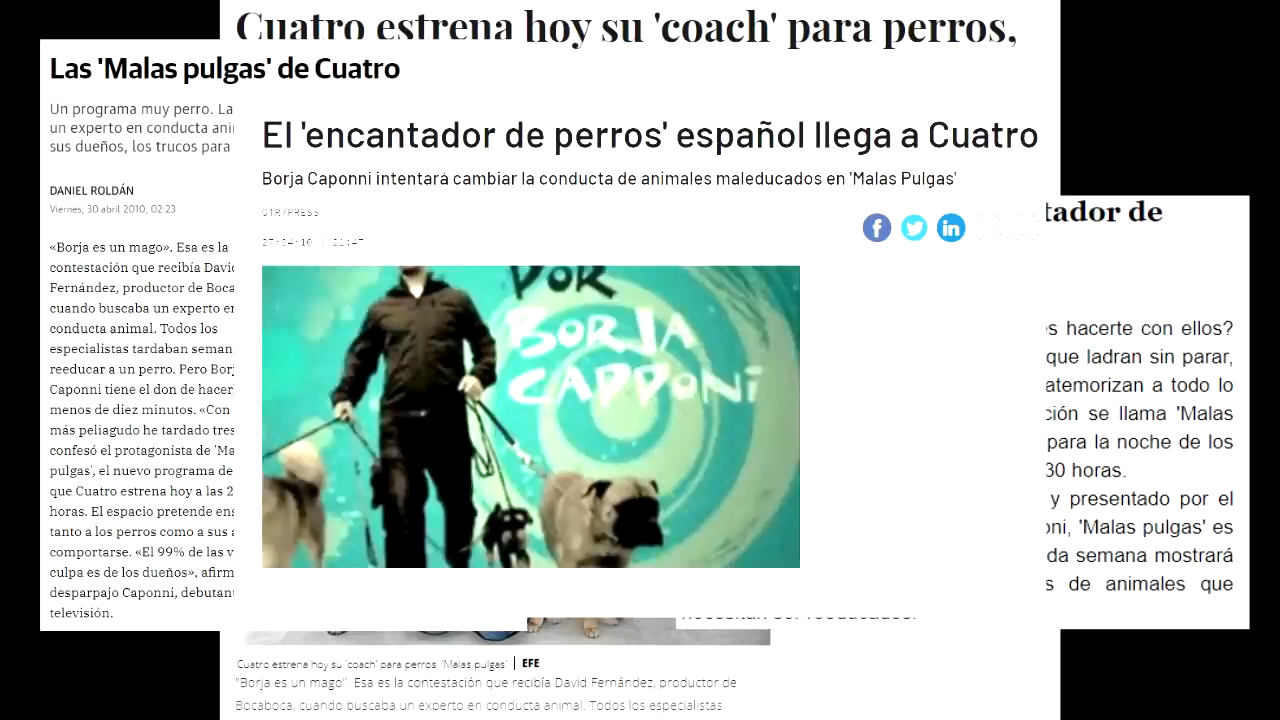 Cuatro estrena hoy su 'coach' para perros,
Las 'Malas pulgas' de Cuatro
Un programa muy perro. La
un experto en conducta ani
sus dueños, los trucos para
DANIEL ROLDÁN
Viernes, 30 abril 2010, 02:23
«Borja es un mago». Esa es la
contestación que recibía Davi
Fernández, productor de Boca
cuando buscaba un experto en
conducta animal. Todos los
especialistas tardaban seman
reeducar a un perro. Pero Borj
Caponni tiene el don de hacer
menos de diez minutos. «Con
más peliagudo he tardado tres
confesó el protagonista de 'Ma
pulgas', el nuevo programa de
que Cuatro estrena hoy a las 2
horas. El espacio pretende ens
tanto a los perros como a sus a
comportarse. «El 99% de las v
culpa es de los dueños», afirm
desparpajo Caponni, debutan
televisión.
El 'encantador de perros' español llega a Cuatro
Borja Caponni intentará cambiar la conducta de animales maleducados en 'Malas Pulgas'
OTR/PRESS
f
in
POR
BORJA
CAPPONI
tador de
s hacerte con ellos?
que ladran sin parar,
atemorizan a todo lo
ción se llama 'Malas
para la noche de los
30 horas.
y presentado por el
oni, 'Malas pulgas' es
da semana mostrará
s de animales que
Cuatro estrena hoy su 'coach' para perros, 'Malas pulgas' | EFE
"Borja es un mago" Esa es la contestación que recibía David Fernández, productor de
Bocaboca, cuando buscaba un experto en conducta animal. Todos los especialistas